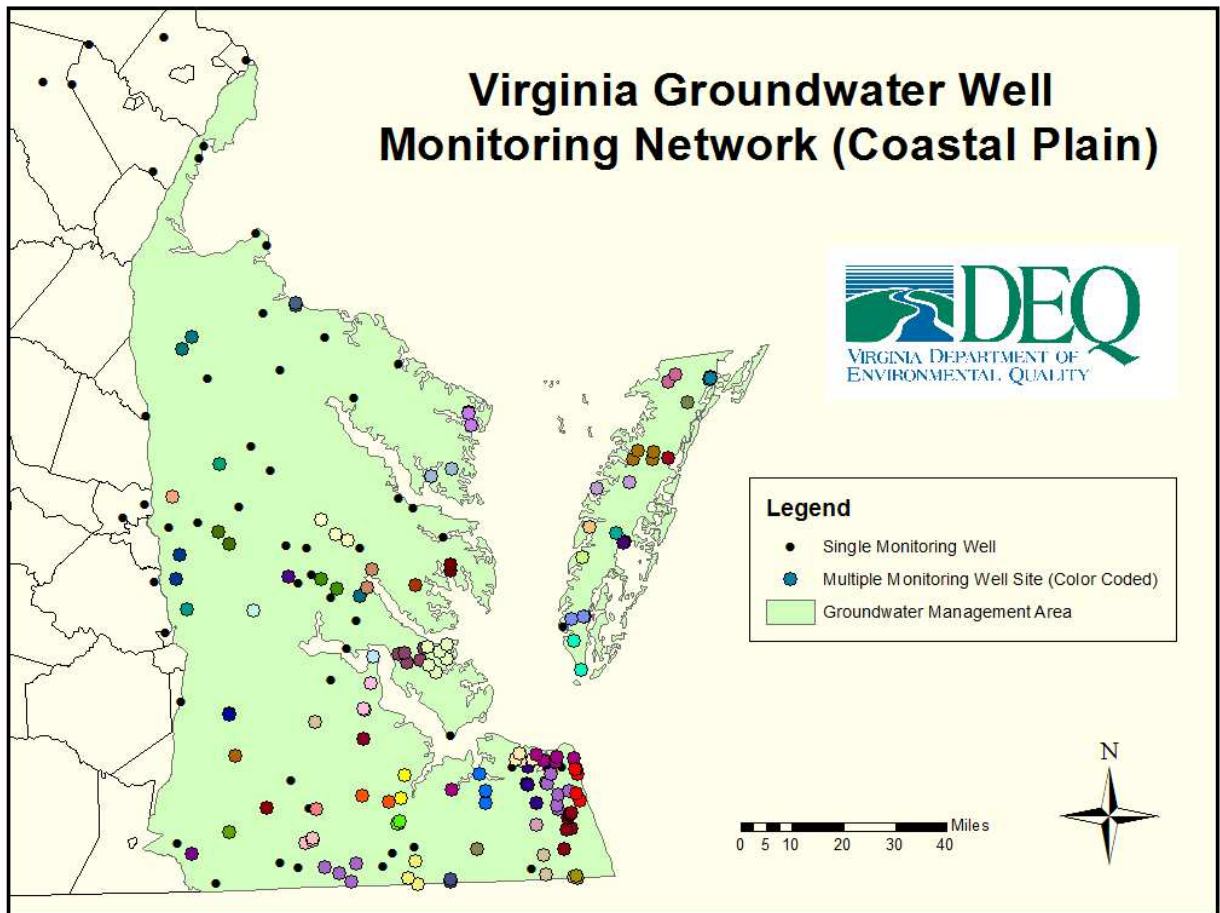 Virginia Groundwater Well
Monitoring Network (Coastal Plain)
DEQ
VIRGINIA DEPARTMENT OF
ENVIRONMENTAL QUALITY
Legend
Single Monitoring Well
Multiple Monitoring Well Site (Color Coded)
Groundwater Management Area
N
Miles
0 5 10 20 30 40